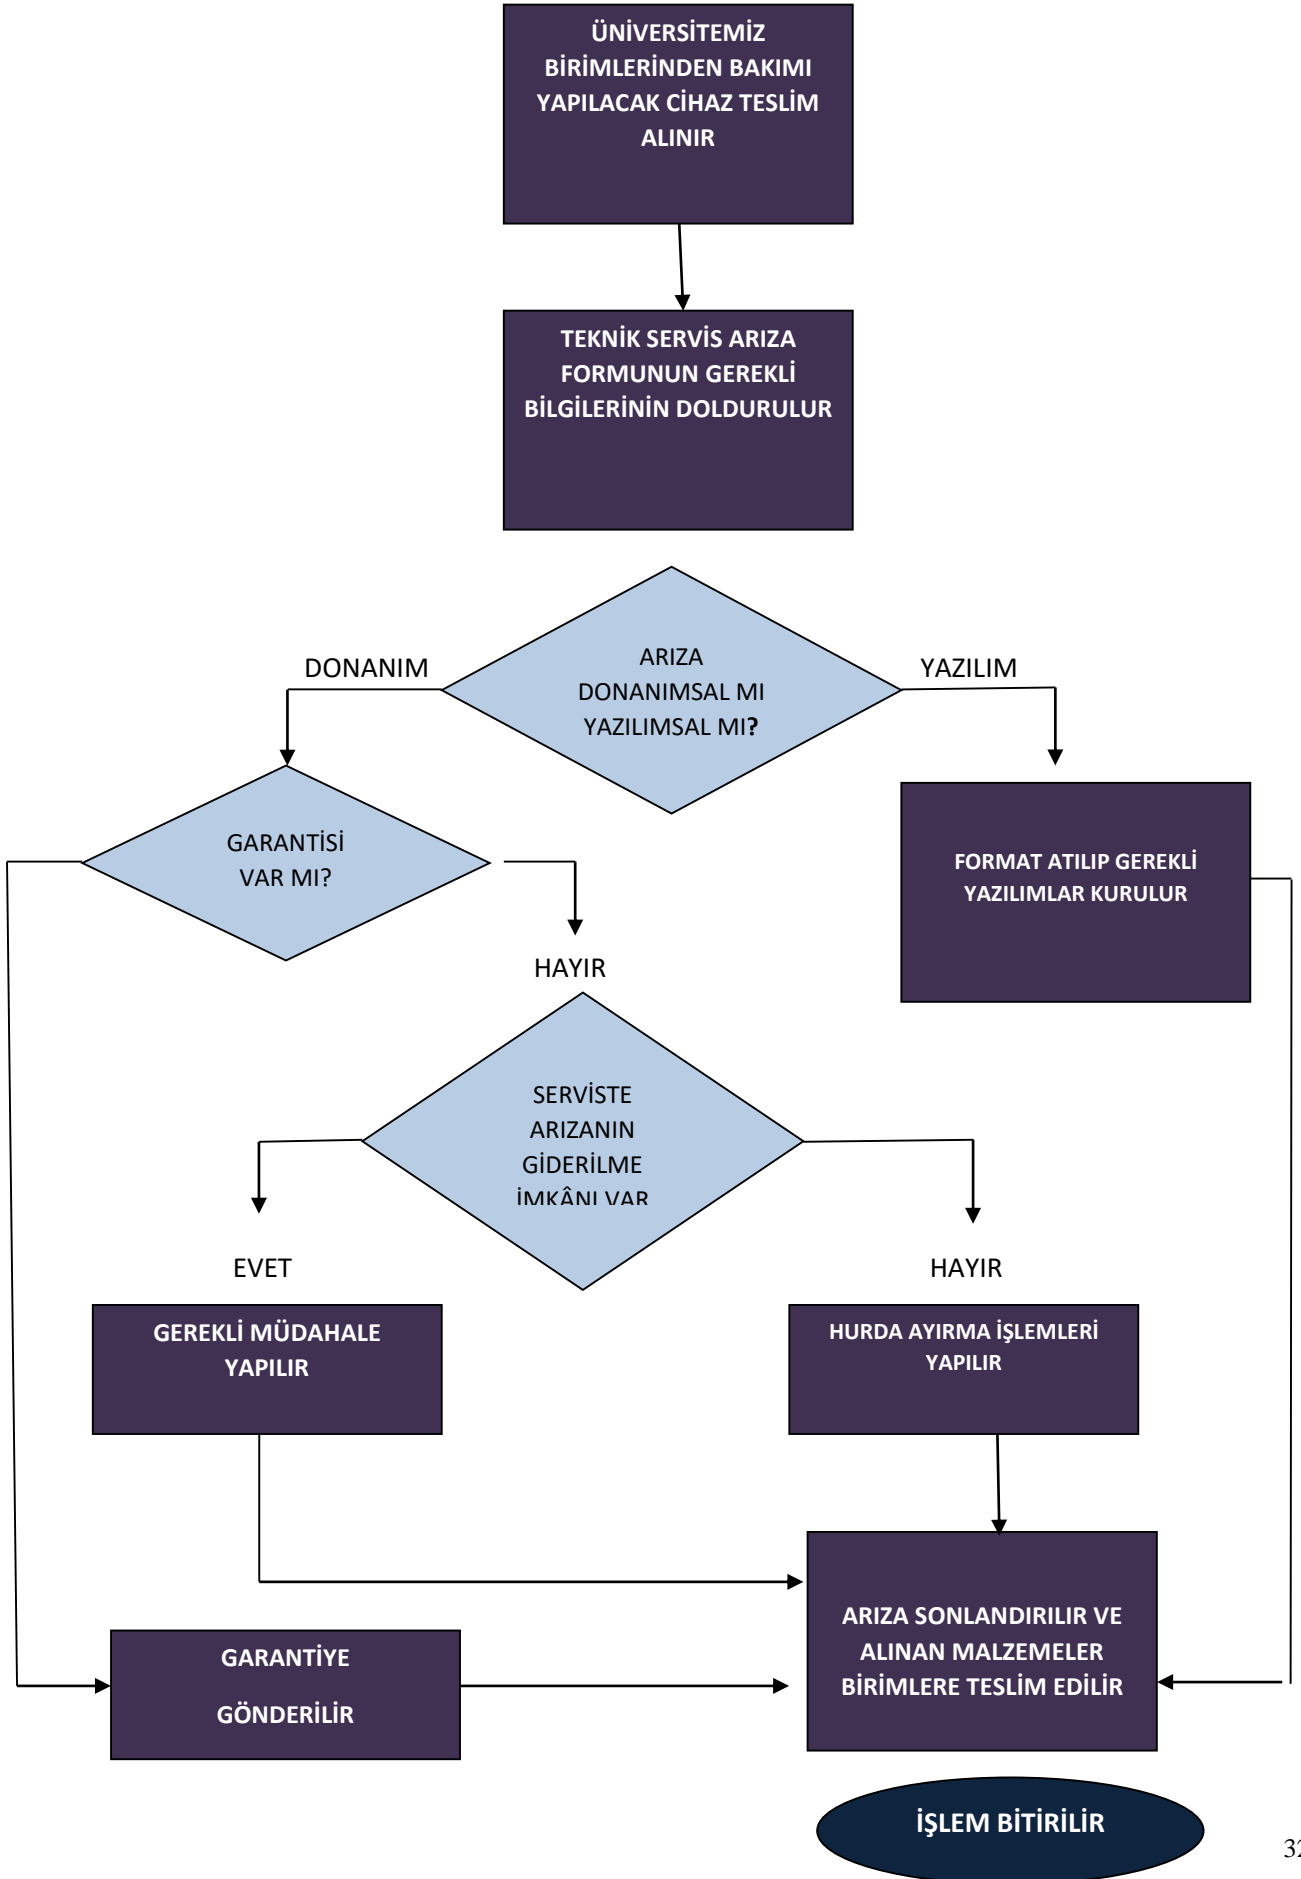 ÜNİVERSİTEMİZ
BİRİMLERİNDEN BAKIMI
YAPILACAK CİHAZ TESLİM
ALINIR
TEKNİK SERVİS ARIZA
FORMUNUN GEREKLİ
BİLGİLERİNİN DOLDURULUR
DONANIM
ARIZA
DONANIMSAL MI
YAZILIMSAL MI?
YAZILIM
GARANTİSİ
VAR MI?
FORMAT ATILIP GEREKLİ
YAZILIMLAR KURULUR
HAYIR
SERVİSTE
ARIZANIN
GİDERİLME
İMKÂNI VAR
EVET
HAYIR
GEREKLİ MÜDAHALE
YAPILIR
HURDA AYIRMA İŞLEMLERİ
YAPILIR
ARIZA SONLANDIRILIR VE
ALINAN MALZEMELER
BİRİMLERE TESLİM EDİLİR
GARANTİYE
GÖNDERİLİR
İŞLEM BİTİRİLİR
32